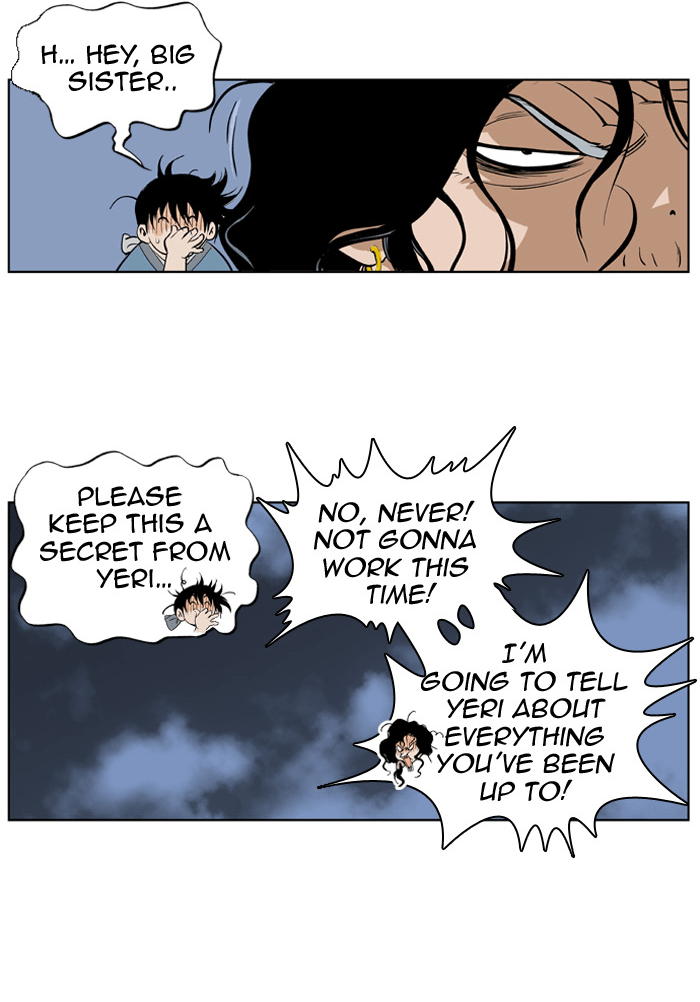 H... HEY, BIG
SISTER..
PLEASE
KEEP THIS A
SECRET FROM
YERI...
NO, NEVER!
NOT GONNA
WORK THIS
TIME!
I'M
GOING TO TELL
YERI ABOUT
EVERYTHING
YOU'VE BEEN
UP TO!